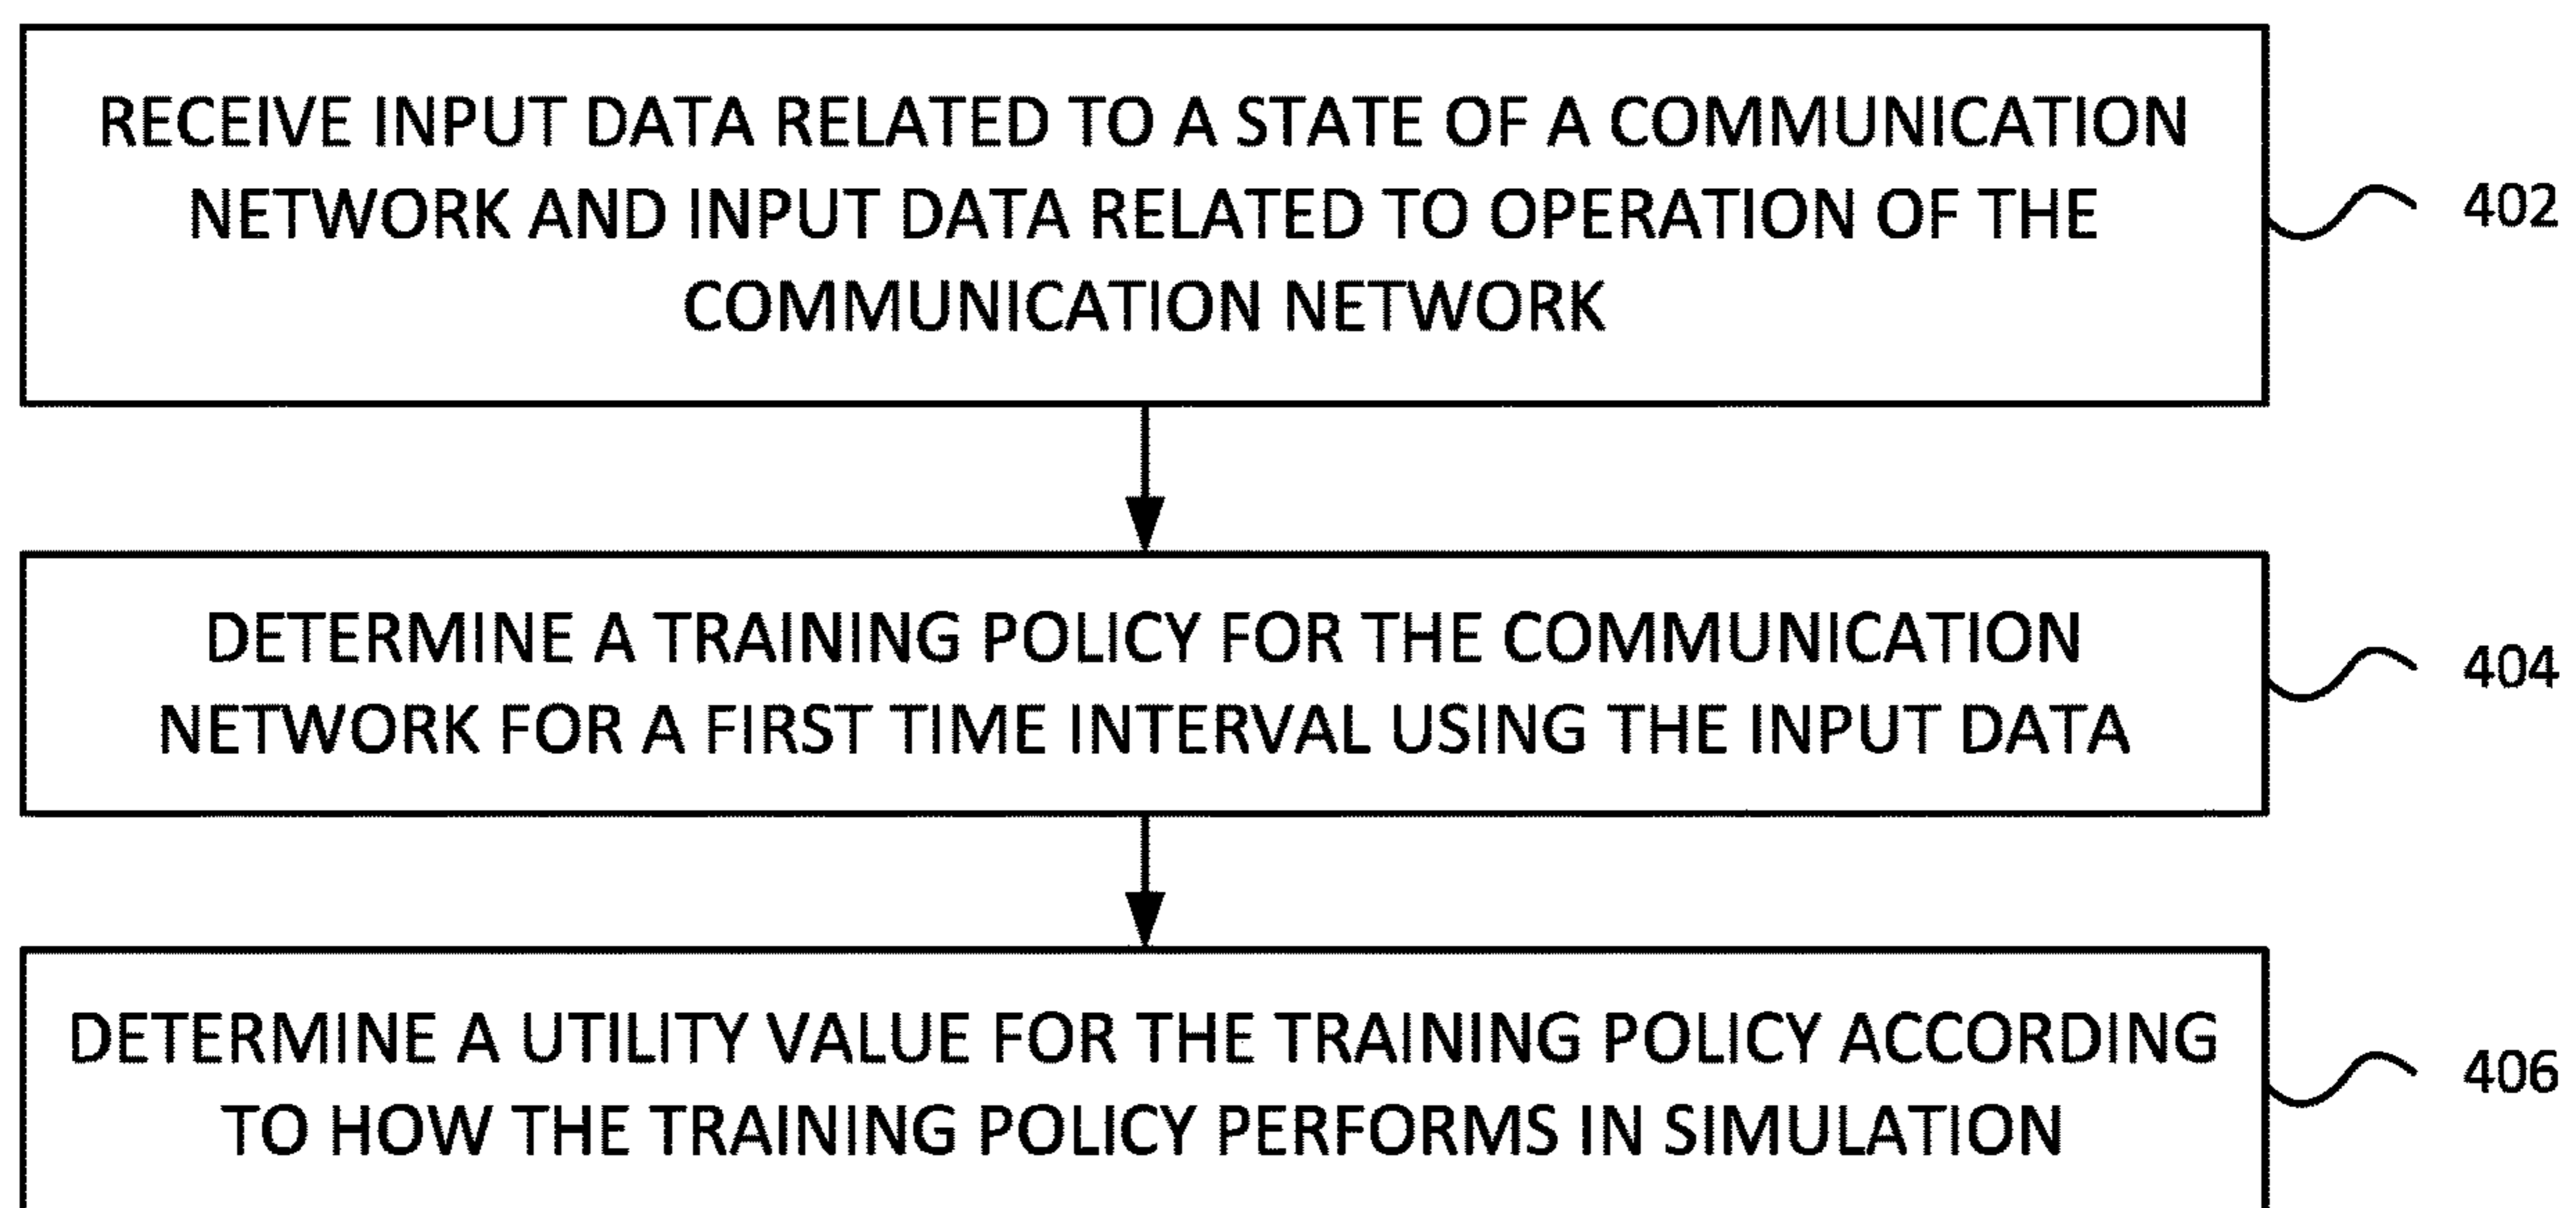 RECEIVE INPUT DATA RELATED TO A STATE OF A COMMUNICATION
NETWORK AND INPUT DATA RELATED TO OPERATION OF THE
COMMUNICATION NETWORK
402
DETERMINE A TRAINING POLICY FOR THE COMMUNICATION
NETWORK FOR A FIRST TIME INTERVAL USING THE INPUT DATA
404
DETERMINE A UTILITY VALUE FOR THE TRAINING POLICY ACCORDING
TO HOW THE TRAINING POLICY PERFORMS IN SIMULATION
406